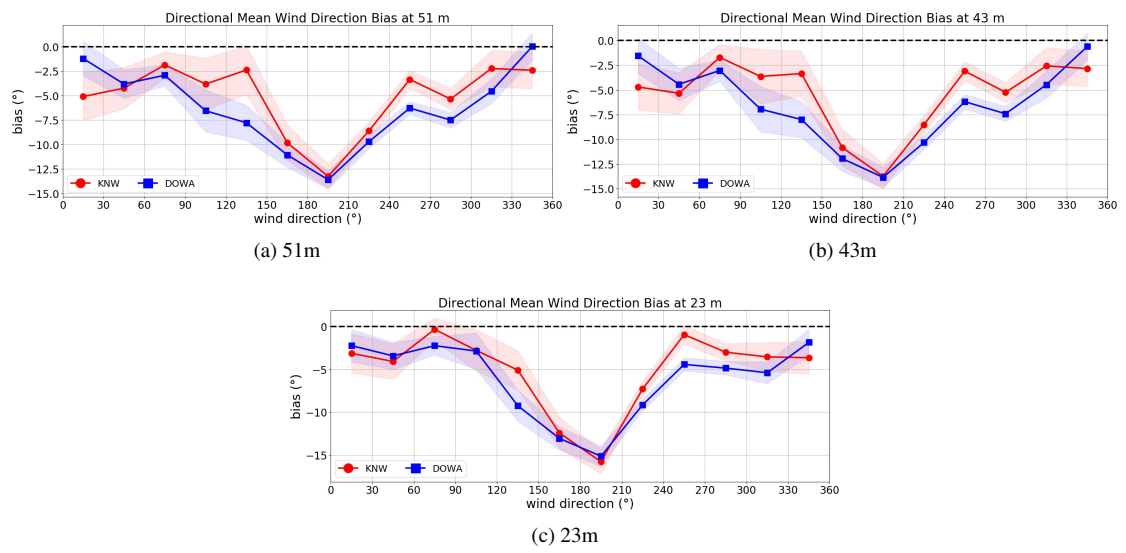 Directional Mean Wind Direction Bias at 51 m
0.0
−2.5
−5.0
−7.5
−10.0
−12.5
−15.0
bias (°)
KNW DOWA
0 30 60 90 120 150 180 210 240 270 300 330 360
wind direction (°)
(a) 51m
Directional Mean Wind Direction Bias at 43 m
0.0
−2.5
−5.0
−7.5
−10.0
−12.5
−15.0
bias (°)
KNW DOWA
0 30 60 90 120 150 180 210 240 270 300 330 360
wind direction (°)
(b) 43m
Directional Mean Wind Direction Bias at 23 m
0
−5
−10
−15
bias (°)
KNW DOWA
0 30 60 90 120 150 180 210 240 270 300 330 360
wind direction (°)
(c) 23m